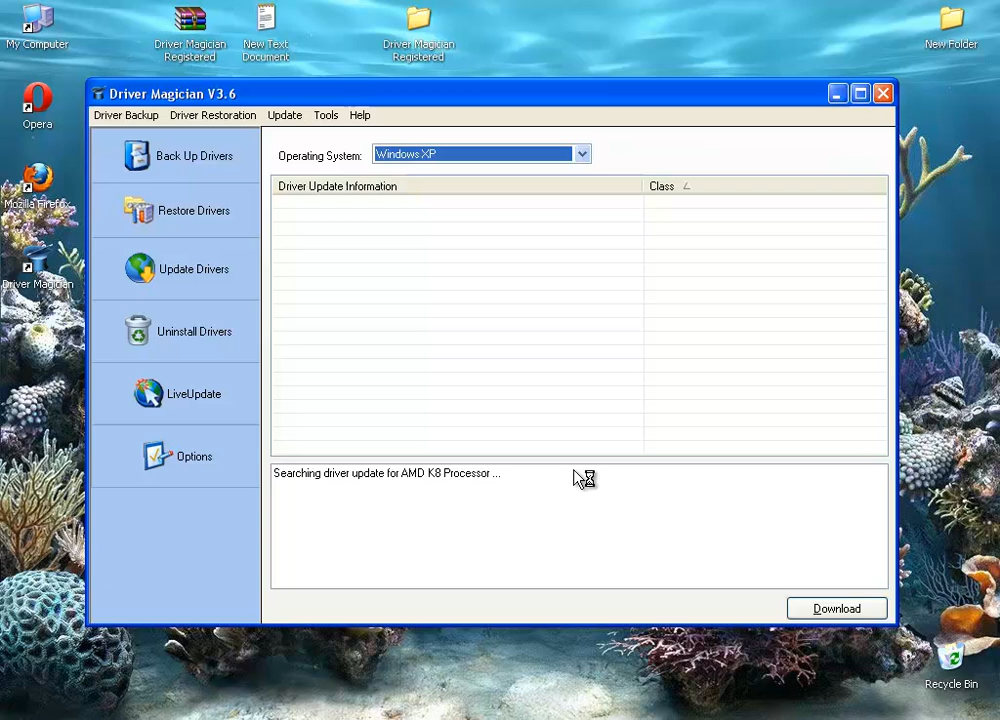 My Computer
Driver Magician
Registered
New Text
Document
Driver Magician
Registered
New Folder
Opera
Mozilla Firefox
Driver Magician
Driver Magician V3.6
Driver Backup Driver Restoration Update Tools Help
Back Up Drivers
Restore Drivers
Update Drivers
Uninstall Drivers
LiveUpdate
Options
Operating System: Windows XP
Driver Update Information Class
Searching driver update for AMD K8 Processor ...
Download
Recycle Bin